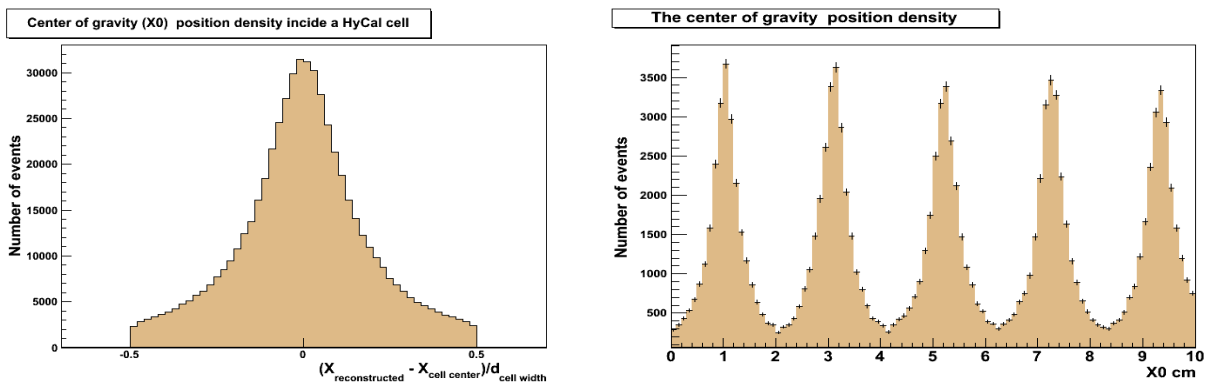 Center of gravity (X0) position density incide a HyCal cell
Number of events
30000
25000
20000
15000
10000
5000
0
-0.5 0 0.5
(Xreconstructed - Xcell center)/dcell width
The center of gravity position density
Number of events
3500
3000
2500
2000
1500
1000
500
0 1 2 3 4 5 6 7 8 9 10
X0 cm